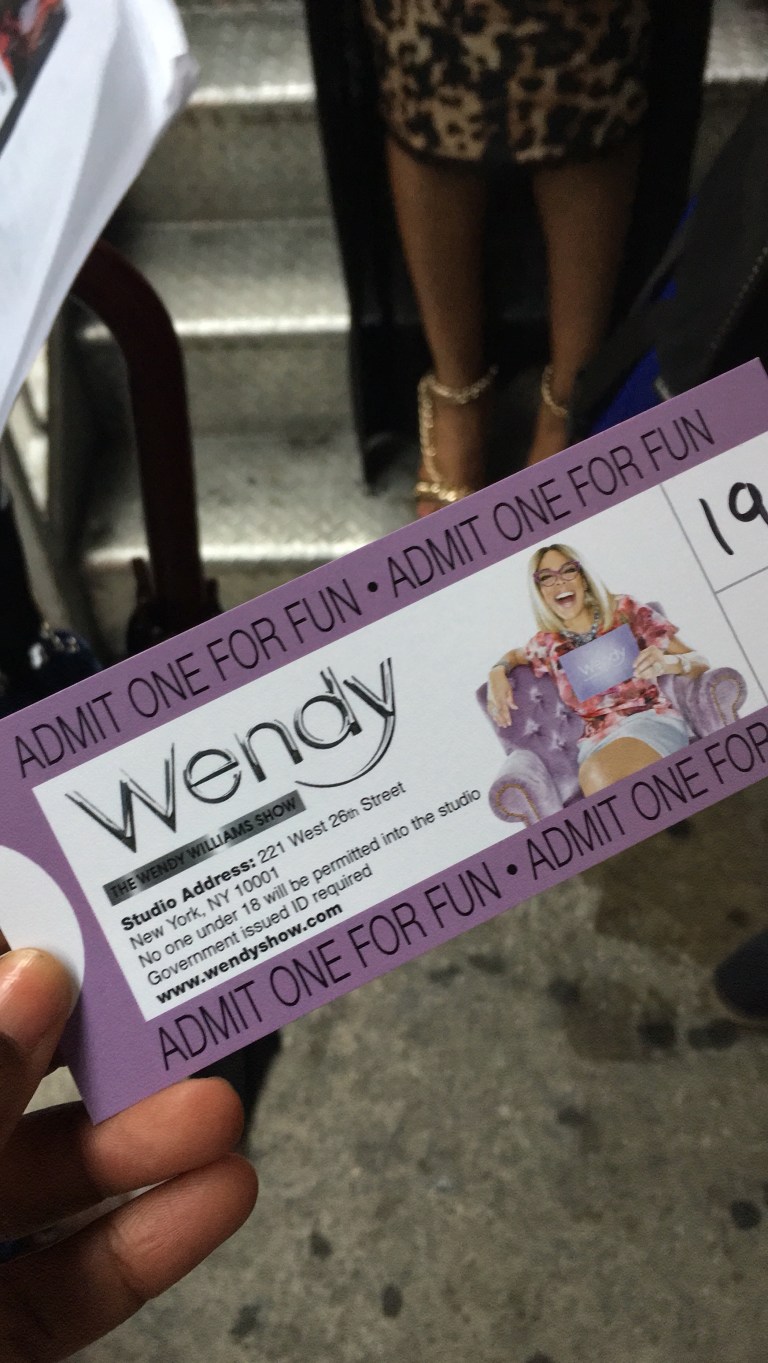 ADMIT ONE FOR FUN • ADMIT ONE FOR FUN
19
Wendy
Wendy
THE WENDY WILLIAMS SHOW
Studio Address: 221 West 26th Street
New York, NY 10001
No one under 18 will be permitted into the studio
Government issued ID required
www.wendyshow.com
ADMIT ONE FOR FUN • ADMIT ONE FOR